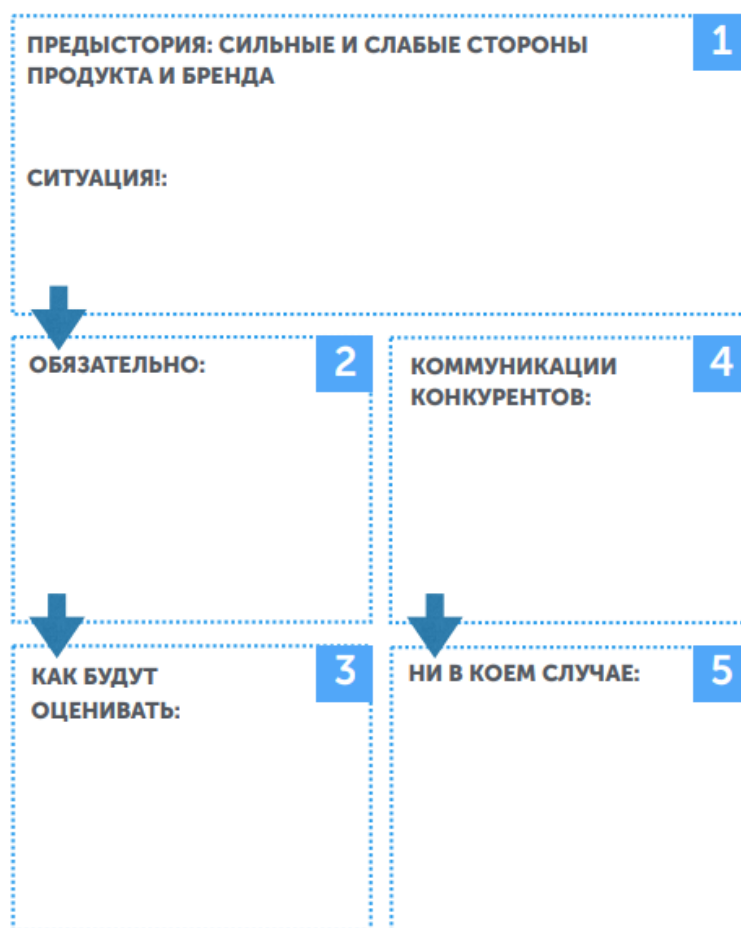 ПРЕДЫСТОРИЯ: СИЛЬНЫЕ И СЛАБЫЕ СТОРОНЫ
ПРОДУКТА И БРЕНДА
1
СИТУАЦИЯ!:
ОБЯЗАТЕЛЬНО:
2
КАК БУДУТ
ОЦЕНИВАТЬ:
3
КОММУНИКАЦИИ
КОНКУРЕНТОВ:
4
НИ В КОЕМ СЛУЧАЕ:
5